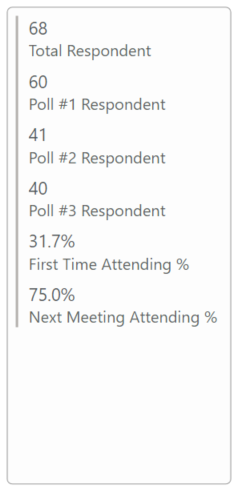 68
Total Respondent
60
Poll #1 Respondent
41
Poll #2 Respondent
40
Poll #3 Respondent
31.7%
First Time Attending %
75.0%
Next Meeting Attending %